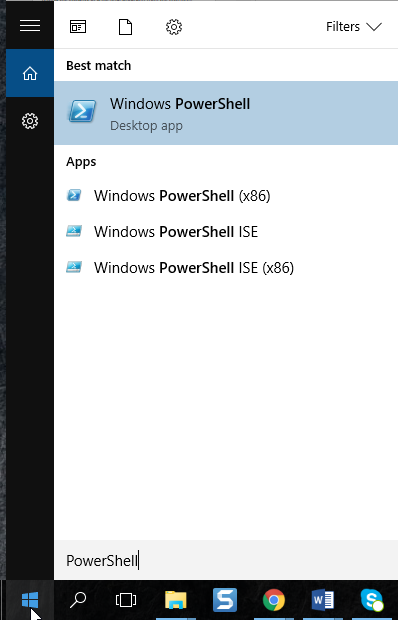 Filters
Best match
Windows PowerShell
Desktop app
Apps
Windows PowerShell (x86)
Windows PowerShell ISE
Windows PowerShell ISE (x86)
PowerShell